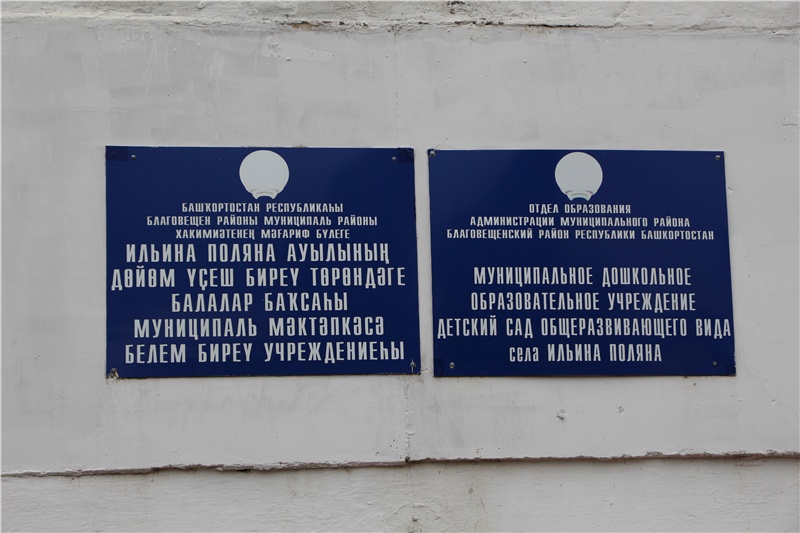 БАШҠОРТОСТАН РЕСПУБЛИКАҺЫ
БЛАГОВЕЩЕН РАЙОНЫ МУНИЦИПАЛЬ РАЙОНЫ
ХАКИМИӘТЕНЕҢ МӘҒАРИФ БҮЛЕГЕ
ИЛЬИНА ПОЛЯНА АУЫЛЫНЫҢ
ДӨЙӨМ ҮҪЕШ БИРЕҮ ТӨРӨНДӘГЕ
БАЛАЛАР БАҠСАҺЫ
МУНИЦИПАЛЬ МӘКТӘПКӘСӘ
БЕЛЕМ БИРЕҮ УЧРЕЖДЕНИЕҺЫ
ОТДЕЛ ОБРАЗОВАНИЯ
АДМИНИСТРАЦИИ МУНИЦИПАЛЬНОГО РАЙОНА
БЛАГОВЕЩЕНСКИЙ РАЙОН РЕСПУБЛИКИ БАШКОРТОСТАН
МУНИЦИПАЛЬНОЕ ДОШКОЛЬНОЕ
ОБРАЗОВАТЕЛЬНОЕ УЧРЕЖДЕНИЕ
ДЕТСКИЙ САД ОБЩЕРАЗВИВАЮЩЕГО ВИДА
села ИЛЬИНА ПОЛЯНА